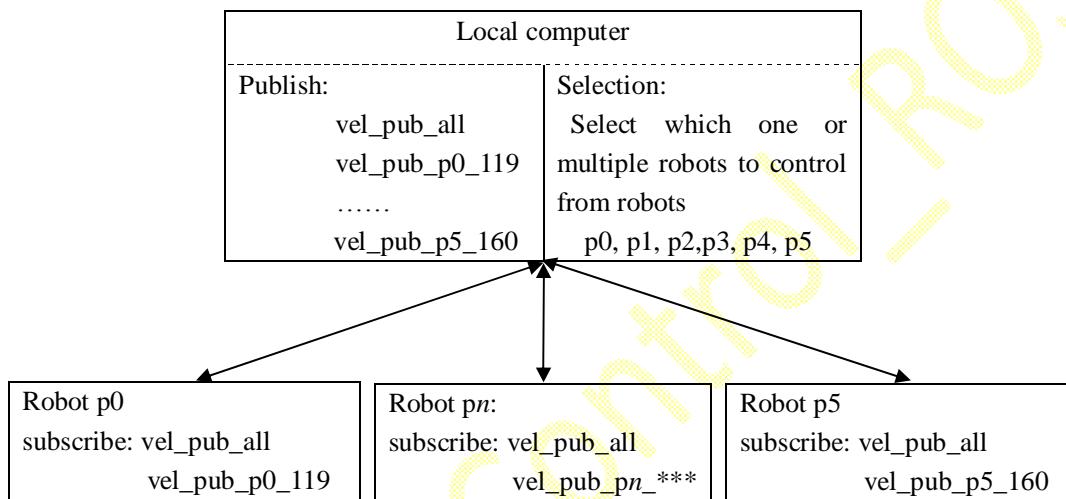 Local computer
Publish:
vel_pub_all
vel_pub_p0_119
……
vel_pub_p5_160
Selection:
Select which one or
multiple robots to control
from robots
p0, p1, p2,p3, p4, p5
Robot p0
subscribe: vel_pub_all
vel_pub_p0_119
Robot pn:
subscribe: vel_pub_all
vel_pub_pn_***
Robot p5
subscribe: vel_pub_all
vel_pub_p5_160